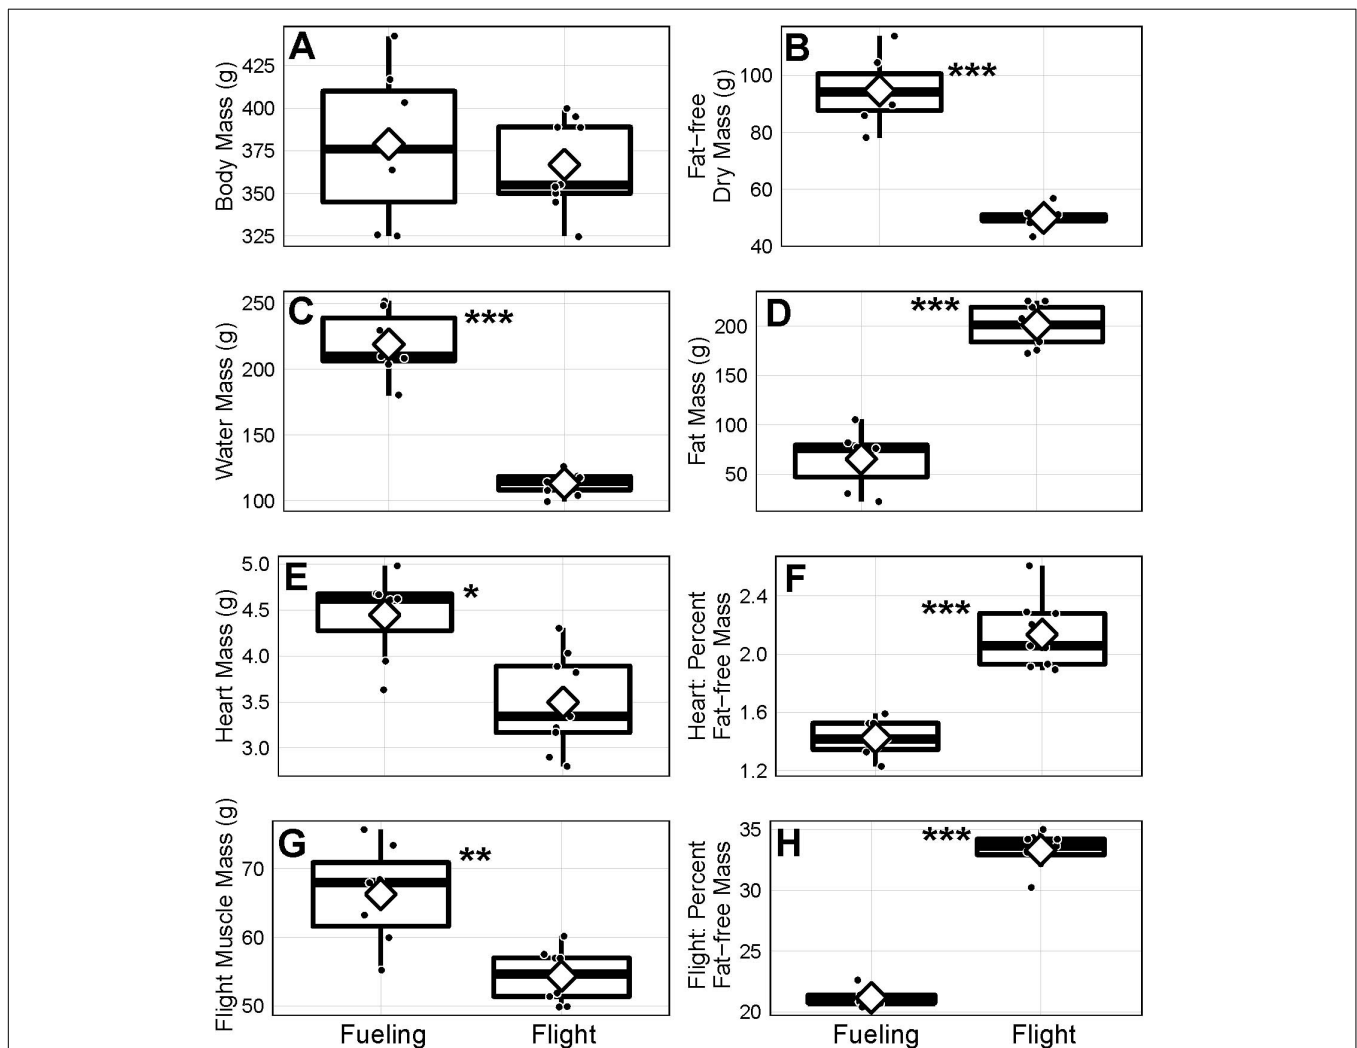 A
Body Mass (g)
425
400
375
350
325
B
***
Fat-free
Dry Mass (g)
100
80
60
40
C
***
Water Mass (g)
250
200
150
100
D
***
Fat Mass (g)
200
150
100
50
E
*
Heart Mass (g)
5.0
4.5
4.0
3.5
3.0
F
***
Heart: Percent
Fat-free Mass
2.4
2.0
1.6
1.2
G
**
Flight Muscle Mass (g)
70
60
50
Fueling Flight
H
***
Flight: Percent
Fat-free Mass
35
30
25
20
Fueling Flight